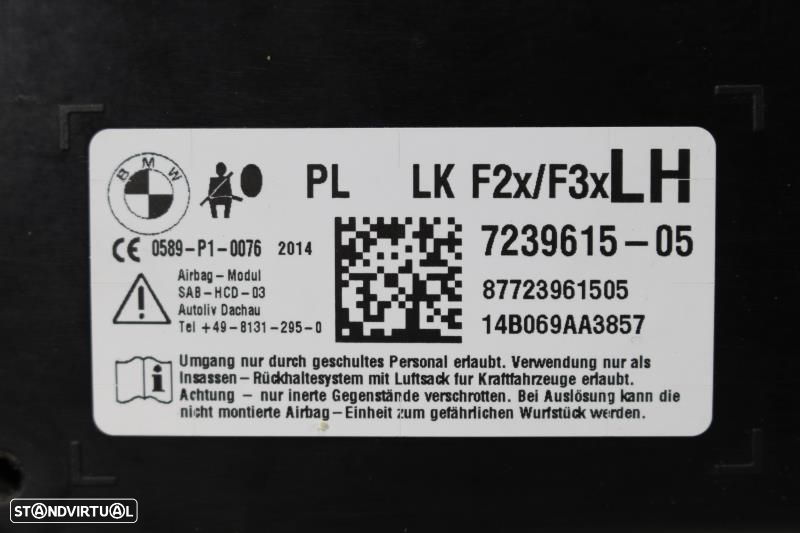 BMW
PL LK F2x/F3x LH
CE 0589-P1-0076 2014
7239615-05
Airbag-Modul
SAB-HCD-03
Autoliv Dachau
Tel +49-8131-295-0
87723961505
14B069AA3857
Umgang nur durch geschultes Personal erlaubt. Verwendung nur als
Insassen-Rückhaltesystem mit Luftsack fur Kraftfahrzeuge erlaubt.
Achtung-nur inerte Gegenstände verschrotten. Bei Auslösung kann die
nicht montierte Airbag-Einheit zum gefährlichen Wurfstück werden.
STANDVIRTUAL